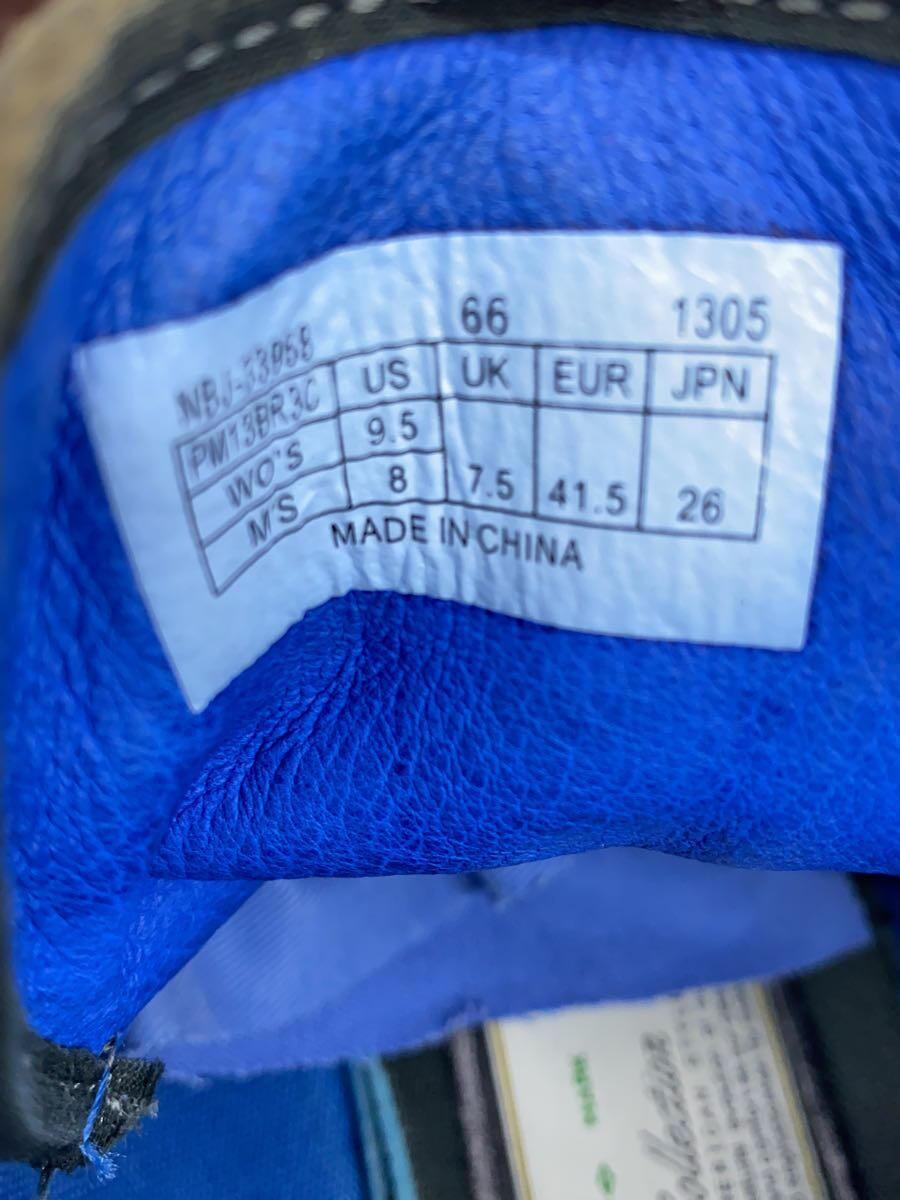 66 1305
NBJ-33958
PM13BR3C US UK EUR JPN
WO'S 9.5
M'S 8 7.5 41.5 26
MADE IN CHINA